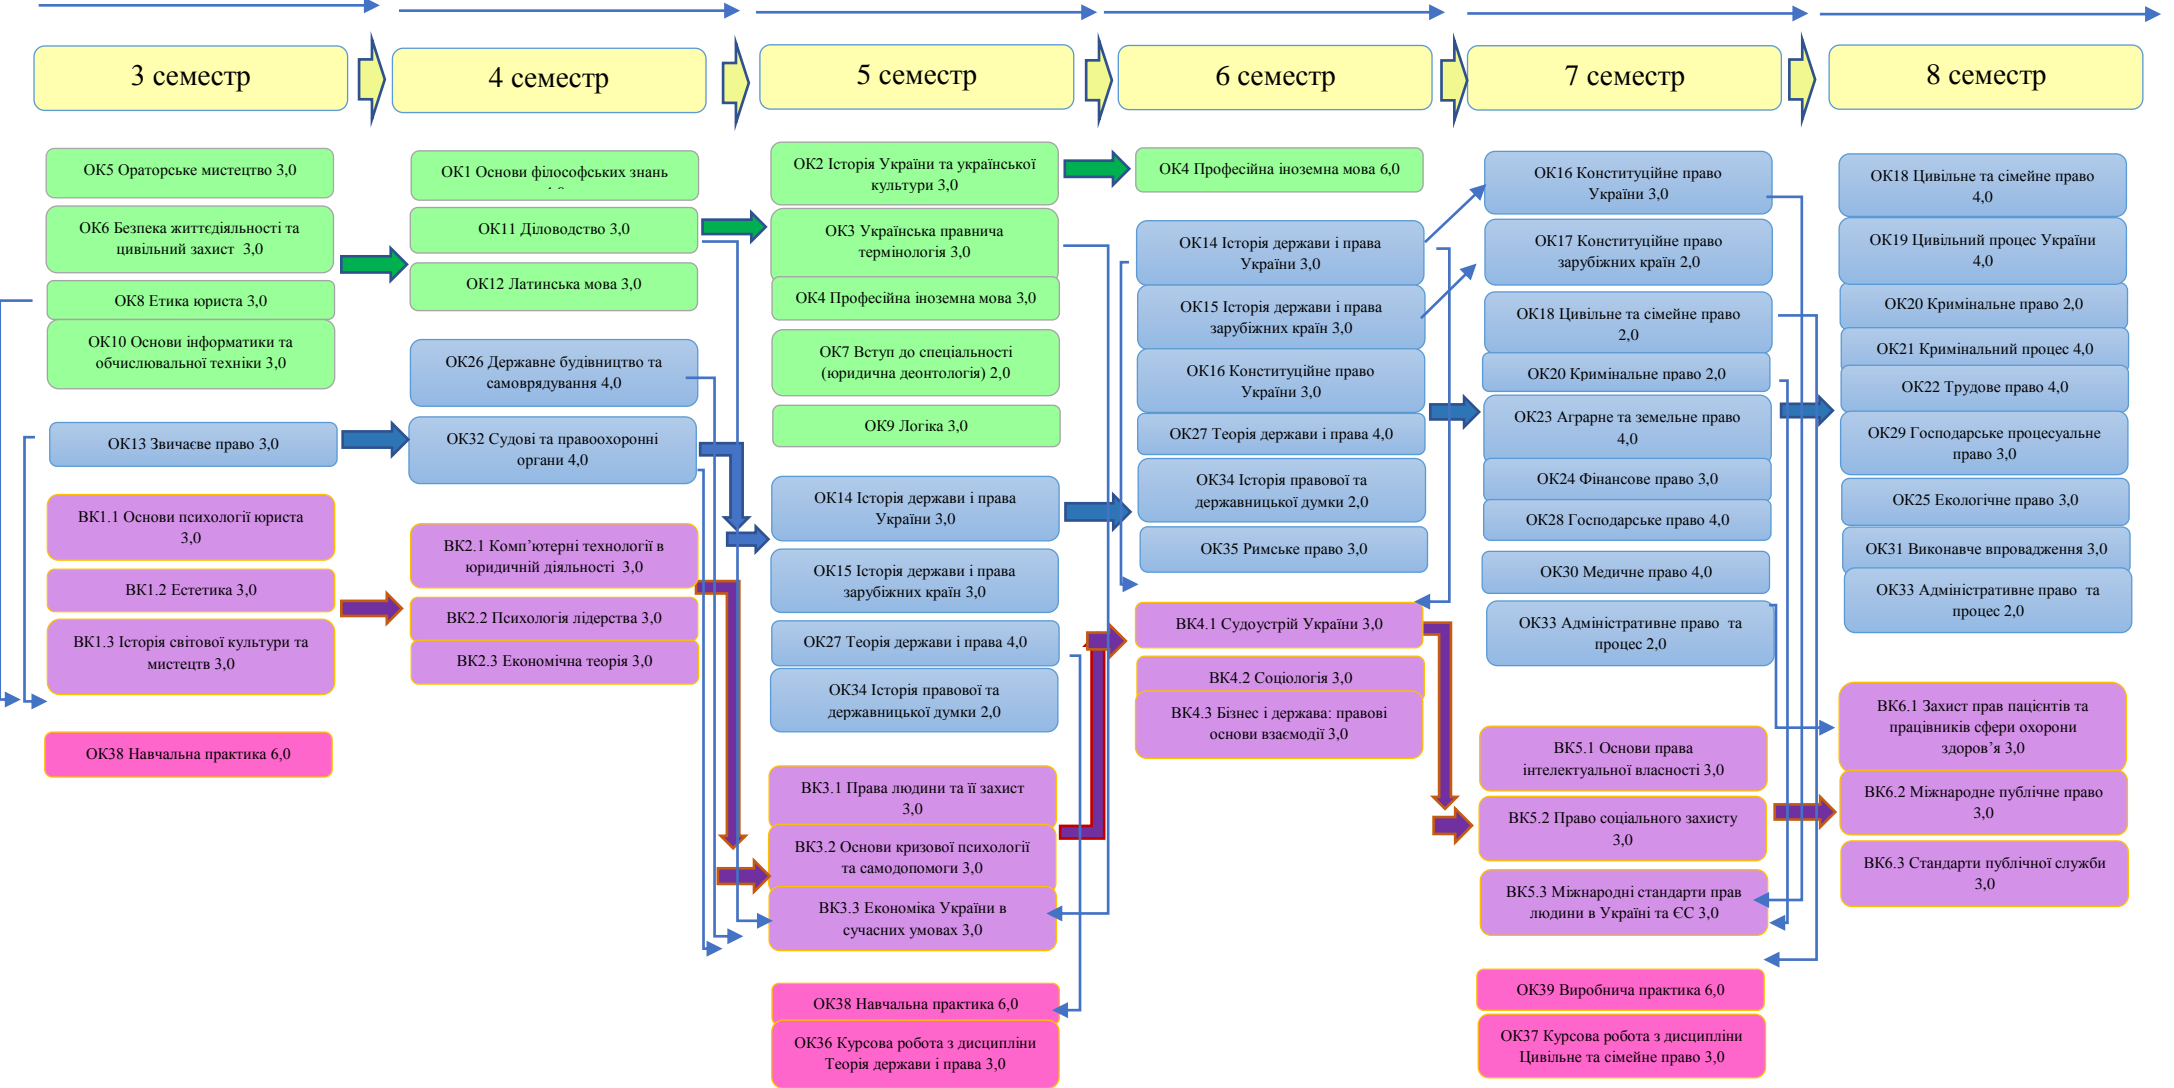 3 семестр
4 семестр
5 семестр
6 семестр
7 семестр
8 семестр
ОК5 Ораторське мистецтво 3,0
ОК6 Безпека життєдіяльності та
цивільний захист 3,0
ОК8 Етика юриста 3,0
ОК10 Основи інформатики та
обчислювальної техніки 3,0
ОК13 Звичаєве право 3,0
ВК1.1 Основи психології юриста
3,0
ВК1.2 Естетика 3,0
ВК1.3 Історія світової культури та
мистецтв 3,0
ОК38 Навчальна практика 6,0
ОК1 Основи філософських знань
ОК11 Діловодство 3,0
ОК12 Латинська мова 3,0
ОК26 Державне будівництво та
самоврядування 4,0
ОК32 Судові та правоохоронні
органи 4,0
ВК2.1 Комп’ютерні технології в
юридичній діяльності 3,0
ВК2.2 Психологія лідерства 3,0
ВК2.3 Економічна теорія 3,0
ОК2 Історія України та української
культури 3,0
ОК3 Українська правнича
термінологія 3,0
ОК4 Професійна іноземна мова 3,0
ОК7 Вступ до спеціальності
(юридична деонтологія) 2,0
ОК9 Логіка 3,0
ОК14 Історія держави і права
України 3,0
ОК15 Історія держави і права
зарубіжних країн 3,0
ОК27 Теорія держави і права 4,0
ОК34 Історія правової та
державницької думки 2,0
ВК3.1 Права людини та її захист
3,0
ВК3.2 Основи кризової психології
та самодопомоги 3,0
ВК3.3 Економіка України в
сучасних умовах 3,0
ОК38 Навчальна практика 6,0
ОК36 Курсова робота з дисципліни
Теорія держави і права 3,0
ОК4 Професійна іноземна мова 6,0
ОК14 Історія держави і права
України 3,0
ОК15 Історія держави і права
зарубіжних країн 3,0
ОК16 Конституційне право
України 3,0
ОК27 Теорія держави і права 4,0
ОК34 Історія правової та
державницької думки 2,0
ОК35 Римське право 3,0
ВК4.1 Судоустрій України 3,0
ВК4.2 Соціологія 3,0
ВК4.3 Бізнес і держава: правові
основи взаємодії 3,0
ОК16 Конституційне право
України 3,0
ОК17 Конституційне право
зарубіжних країн 2,0
ОК18 Цивільне та сімейне право
2,0
ОК20 Кримінальне право 2,0
ОК23 Аграрне та земельне право
4,0
ОК24 Фінансове право 3,0
ОК28 Господарське право 4,0
ОК30 Медичне право 4,0
ОК33 Адміністративне право та
процес 2,0
ВК5.1 Основи права
інтелектуальної власності 3,0
ВК5.2 Право соціального захисту
3,0
ВК5.3 Міжнародні стандарти прав
людини в Україні та ЄС 3,0
ОК39 Виробнича практика 6,0
ОК37 Курсова робота з дисципліни
Цивільне та сімейне право 3,0
ОК18 Цивільне та сімейне право
4,0
ОК19 Цивільний процес України
4,0
ОК20 Кримінальне право 2,0
ОК21 Кримінальний процес 4,0
ОК22 Трудове право 4,0
ОК29 Господарське процесуальне
право 3,0
ОК25 Екологічне право 3,0
ОК31 Виконавче впровадження 3,0
ОК33 Адміністративне право та
процес 2,0
ВК6.1 Захист прав пацієнтів та
працівників сфери охорони
здоров’я 3,0
ВК6.2 Міжнародне публічне право
3,0
ВК6.3 Стандарти публічної служби
3,0